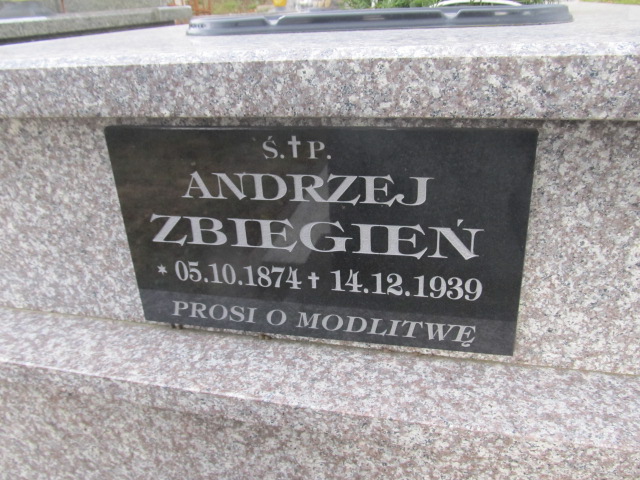 Ś.✝P.
ANDRZEJ
ZBIEGIEŃ
* 05.10.1874 ✝ 14.12.1939
PROSI O MODLITWĘ